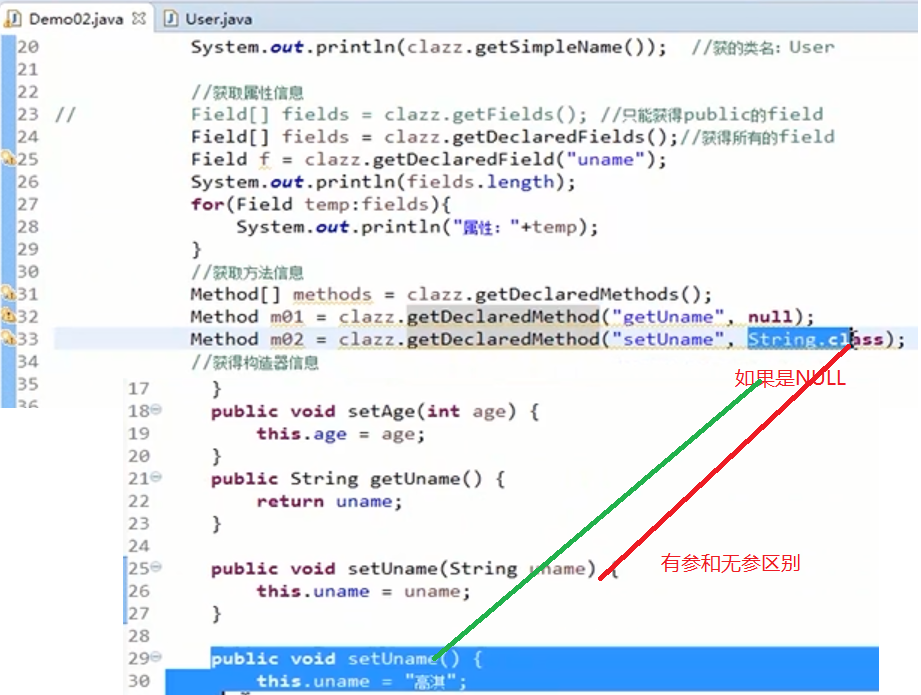 Demo02.java User.java
20 System.out.println(clazz.getSimpleName()); //获的类名：User
21
22 //获取属性信息
23 // Field[] fields = clazz.getFields(); //只能获得public的field
24 Field[] fields = clazz.getDeclaredFields();//获得所有的field
25 Field f = clazz.getDeclaredField("uname");
26 System.out.println(fields.length);
27 for(Field temp:fields){
28 System.out.println("属性："+temp);
29 }
30 //获取方法信息
31 Method[] methods = clazz.getDeclaredMethods();
32 Method m01 = clazz.getDeclaredMethod("getUname", null);
33 Method m02 = clazz.getDeclaredMethod("setUname", String.class);
34 //获得构造器信息
35
36
如果是NULL
17 }
18 public void setAge(int age) {
19 this.age = age;
20 }
21 public String getUname() {
22 return uname;
23 }
24
25 public void setUname(String uname) {
有参和无参区别
26 this.uname = uname;
27 }
28
29 public void setUname() {
30 this.uname = "高淇";